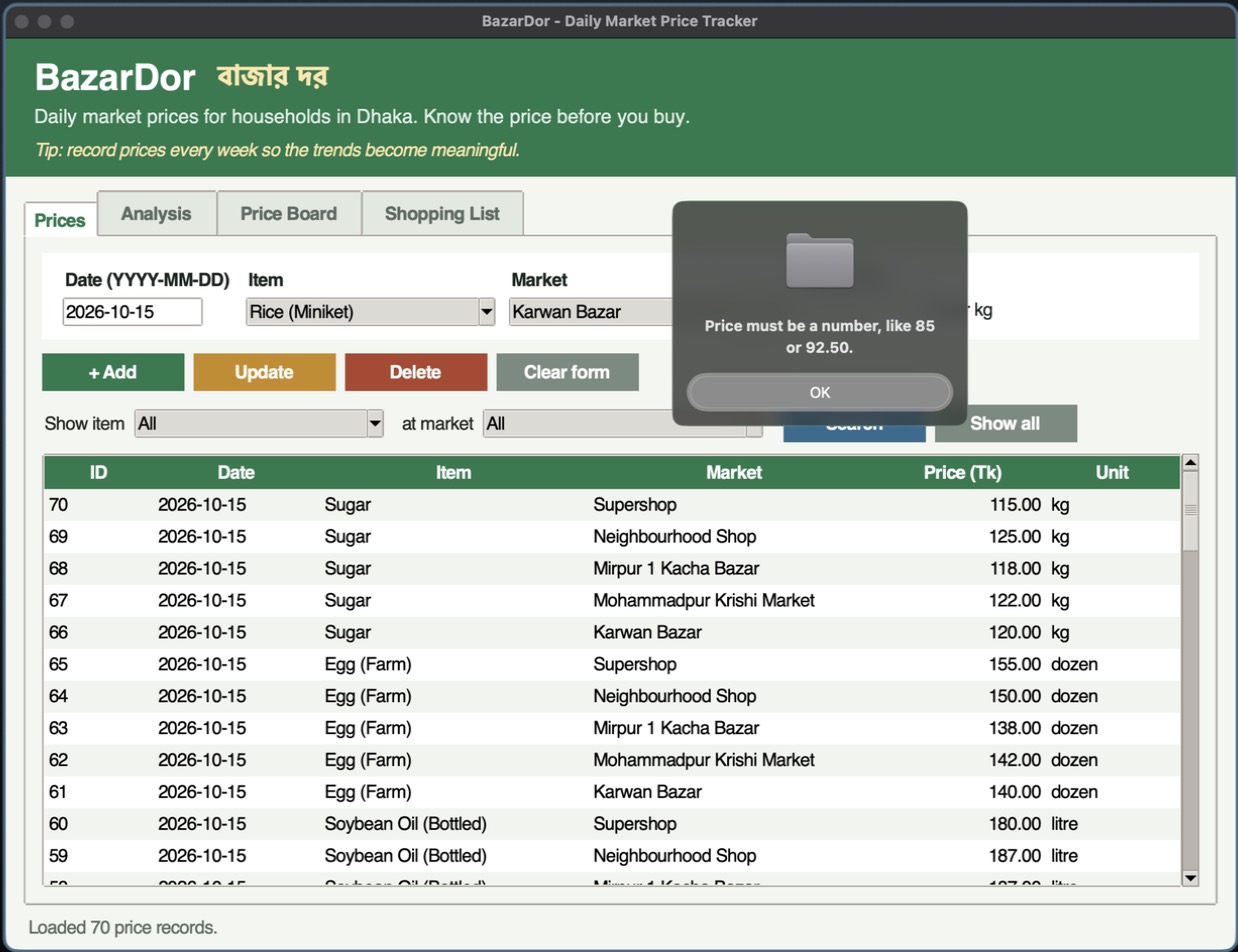 BazarDor - Daily Market Price Tracker
BazarDor বাজার দর
Daily market prices for households in Dhaka. Know the price before you buy.
Tip: record prices every week so the trends become meaningful.
Prices Analysis Price Board Shopping List
Date (YYYY-MM-DD) Item Market
2026-10-15 Rice (Miniket) Karwan Bazar kg
Price must be a number, like 85
or 92.50.
OK
+ Add Update Delete Clear form
Show item All at market All Search Show all
ID Date Item Market Price (Tk) Unit
70 2026-10-15 Sugar Supershop 115.00 kg
69 2026-10-15 Sugar Neighbourhood Shop 125.00 kg
68 2026-10-15 Sugar Mirpur 1 Kacha Bazar 118.00 kg
67 2026-10-15 Sugar Mohammadpur Krishi Market 122.00 kg
66 2026-10-15 Sugar Karwan Bazar 120.00 kg
65 2026-10-15 Egg (Farm) Supershop 155.00 dozen
64 2026-10-15 Egg (Farm) Neighbourhood Shop 150.00 dozen
63 2026-10-15 Egg (Farm) Mirpur 1 Kacha Bazar 138.00 dozen
62 2026-10-15 Egg (Farm) Mohammadpur Krishi Market 142.00 dozen
61 2026-10-15 Egg (Farm) Karwan Bazar 140.00 dozen
60 2026-10-15 Soybean Oil (Bottled) Supershop 180.00 litre
59 2026-10-15 Soybean Oil (Bottled) Neighbourhood Shop 187.00 litre
Loaded 70 price records.